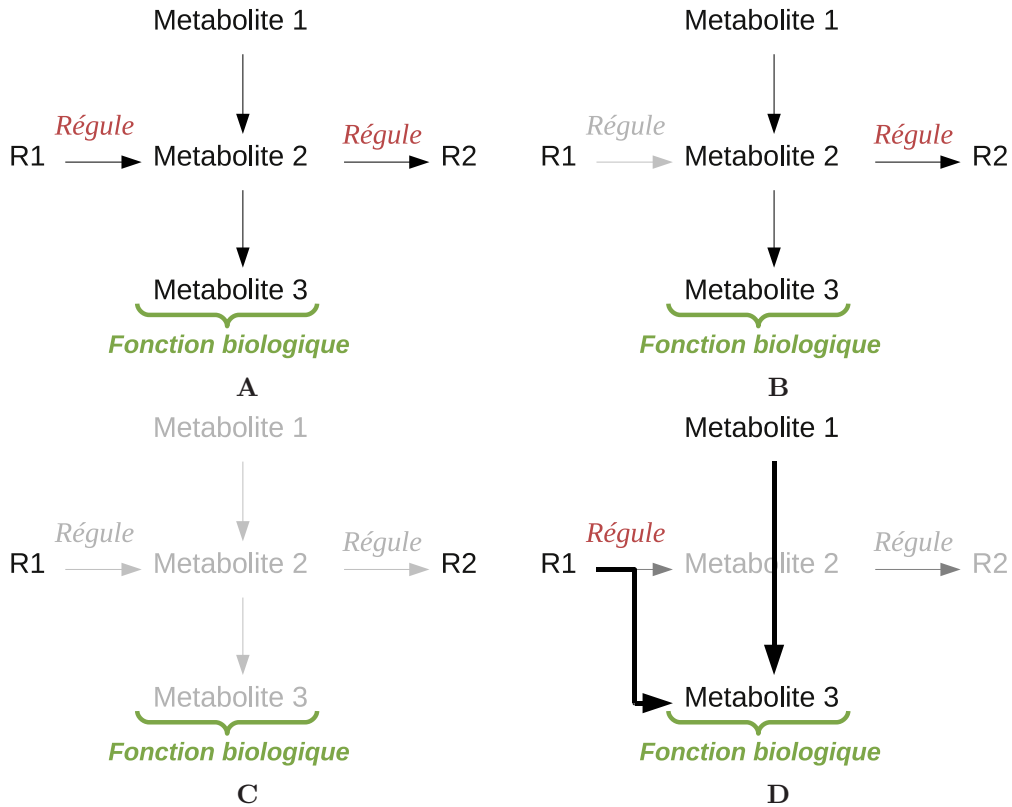 Metabolite 1
Régule
Régule
R1 Metabolite 2 R2
Metabolite 3
Fonction biologique
A
Metabolite 1
Régule
Régule
R1 Metabolite 2 R2
Metabolite 3
Fonction biologique
B
Metabolite 1
Régule
Régule
R1 Metabolite 2 R2
Metabolite 3
Fonction biologique
C
Metabolite 1
Régule
Régule
R1 Metabolite 2 R2
Metabolite 3
Fonction biologique
D